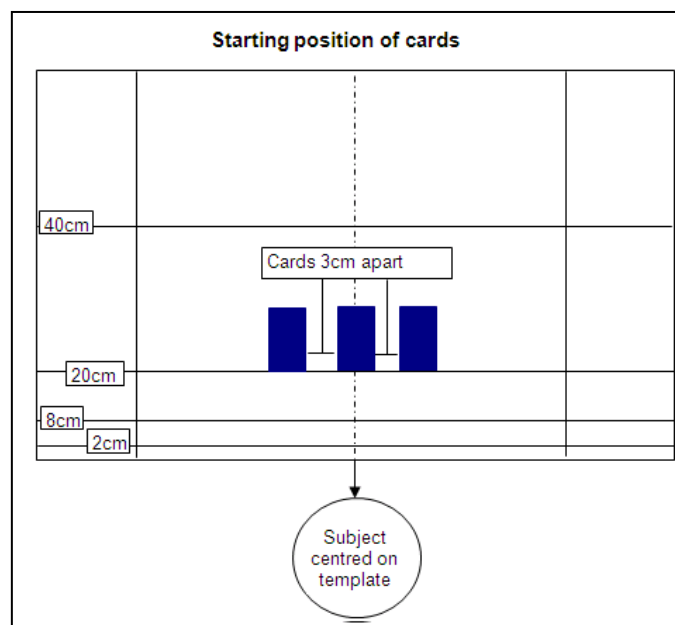 Starting position of cards
40cm
Cards 3cm apart
20cm
8cm
2cm
Subject
centred on
template